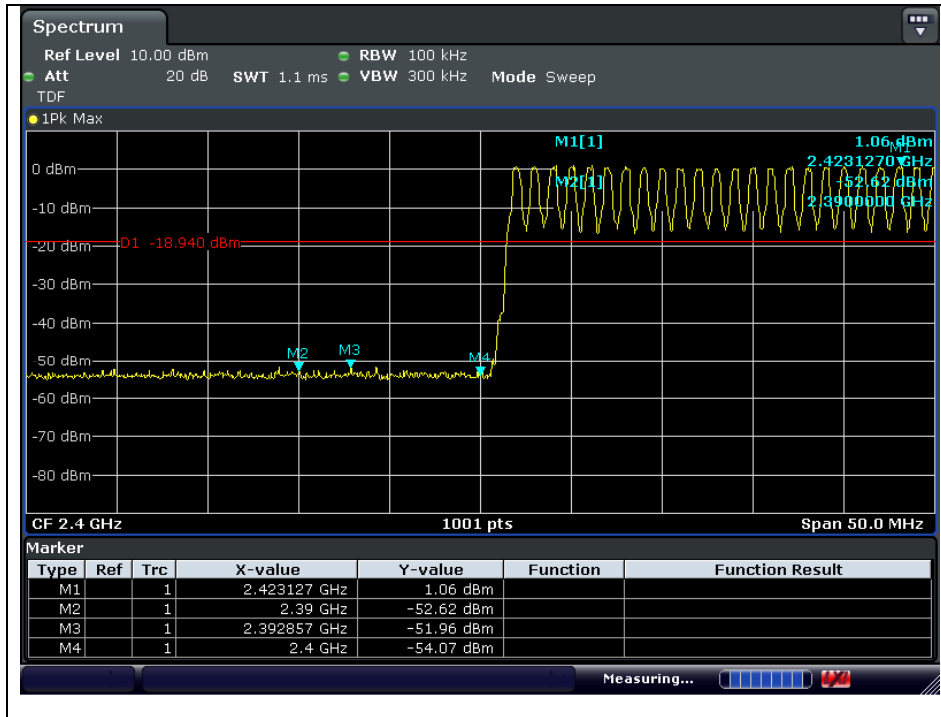 Spectrum
Ref Level 10.00 dBm RBW 100 kHz
Att 20 dB SWT 1.1 ms VBW 300 kHz Mode Sweep
TDF
1Pk Max
M1[1] 1.06 dBm
M1
2.4231270 GHz
0 dBm
M2[1] -52.62 dBm
2.3900000 GHz
-10 dBm
-20 dBm D1 -18.940 dBm
-30 dBm
-40 dBm
M2 M3 M4
-50 dBm
-60 dBm
-70 dBm
-80 dBm
CF 2.4 GHz 1001 pts Span 50.0 MHz
Marker
Type Ref Trc X-value Y-value Function Function Result
M1 1 2.423127 GHz 1.06 dBm
M2 1 2.39 GHz -52.62 dBm
M3 1 2.392857 GHz -51.96 dBm
M4 1 2.4 GHz -54.07 dBm
Measuring...